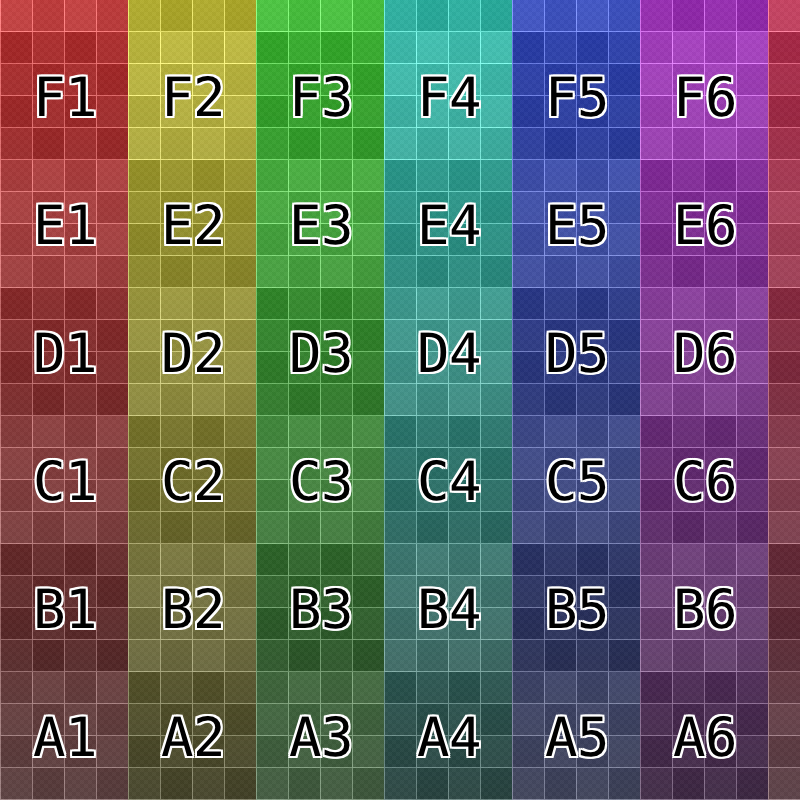 F1 F2 F3 F4 F5 F6
E1 E2 E3 E4 E5 E6
D1 D2 D3 D4 D5 D6
C1 C2 C3 C4 C5 C6
B1 B2 B3 B4 B5 B6
A1 A2 A3 A4 A5 A6